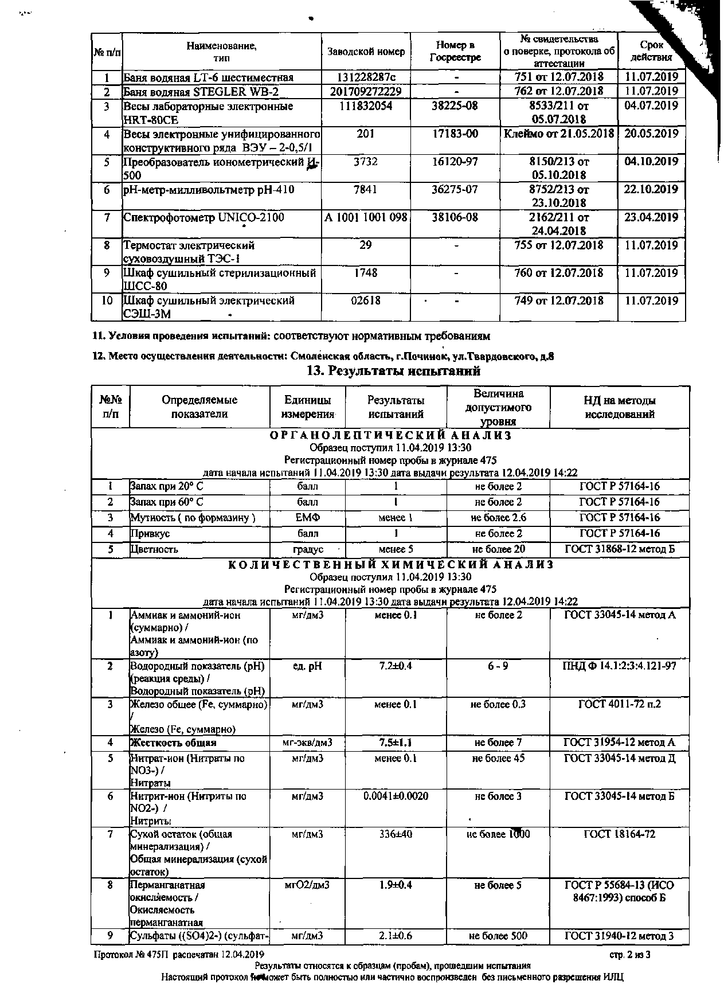 № п/п
Наименование,
тип
Заводской номер
Номер в
Госреестре
№ свидетельства
о поверке, протокола об
аттестации
Срок
действия
1 Баня водяная LT-6 шестиместная 131228287с - 751 от 12.07.2018 11.07.2019
2 Баня водяная STEGLER WB-2 201709272229 - 762 от 12.07.2018 11.07.2019
3 Весы лабораторные электронные 111832054 38225-08 8533/211 от 04.07.2019
HRT-80CE 05.07.2018
4 Весы электронные унифицированного 201 17183-00 Клеймо от 21.05.2018 20.05.2019
конструктивного ряда ВЭУ – 2-0,5/1
5 Преобразователь ионометрический И- 3732 16120-97 8150/213 от 04.10.2019
500 05.10.2018
6 pH-метр-милливольтметр pH-410 7841 36275-07 8752/213 от 22.10.2019
23.10.2018
7 Спектрофотометр UNICO-2100 А 1001 1001 098 38106-08 2162/211 от 23.04.2019
24.04.2018
8 Термостат электрический 29 - 755 от 12.07.2018 11.07.2019
суховоздушный ТЭС-1
9 Шкаф сушильный стерилизационный 1748 - 760 от 12.07.2018 11.07.2019
ШСС-80
10 Шкаф сушильный электрический 02618 - 749 от 12.07.2018 11.07.2019
СЭШ-3М
11. Условия проведения испытаний: соответствуют нормативным требованиям
12. Место осуществления деятельности: Смоленская область, г.Починок, ул.Твардовского, д.8
13. Результаты испытаний
№№
п/п
Определяемые
показатели
Единицы
измерения
Результаты
испытаний
Величина
допустимого
уровня
НД на методы
исследований
ОРГАНОЛЕПТИЧЕСКИЙ АНАЛИЗ
Образец поступил 11.04.2019 13:30
Регистрационный номер пробы в журнале 475
дата начала испытаний 11.04.2019 13:30 дата выдачи результата 12.04.2019 14:22
1 Запах при 20° С балл 1 не более 2 ГОСТ Р 57164-16
2 Запах при 60° С балл 1 не более 2 ГОСТ Р 57164-16
3 Мутность ( по формазину ) ЕМФ менее 1 не более 2.6 ГОСТ Р 57164-16
4 Привкус балл 1 не более 2 ГОСТ Р 57164-16
5 Цветность градус менее 5 не более 20 ГОСТ 31868-12 метод Б
КОЛИЧЕСТВЕННЫЙ ХИМИЧЕСКИЙ АНАЛИЗ
Образец поступил 11.04.2019 13:30
Регистрационный номер пробы в журнале 475
дата начала испытаний 11.04.2019 13:30 дата выдачи результата 12.04.2019 14:22
1 Аммиак и аммоний-ион мг/дм3 менее 0.1 не более 2 ГОСТ 33045-14 метод А
(суммарно) /
Аммиак и аммоний-ион (по
азоту)
2 Водородный показатель (pH) ед. pH 7.2±0.4 6 - 9 ПНД Ф 14.1:2:3:4.121-97
(реакция среды) /
Водородный показатель (pH)
3 Железо общее (Fe, суммарно) мг/дм3 менее 0.1 не более 0.3 ГОСТ 4011-72 п.2
/
Железо (Fe, суммарно)
4 Жесткость общая мг-экв/дм3 7.5±1.1 не более 7 ГОСТ 31954-12 метод А
5 Нитрат-ион (Нитраты по мг/дм3 менее 0.1 не более 45 ГОСТ 33045-14 метод Д
NO3-) /
Нитраты
6 Нитрит-ион (Нитриты по мг/дм3 0.0041±0.0020 не более 3 ГОСТ 33045-14 метод Б
NO2-) /
Нитриты
7 Сухой остаток (общая мг/дм3 336±40 не более 1000 ГОСТ 18164-72
минерализация) /
Общая минерализация (сухой
остаток)
8 Перманганатная мгО2/дм3 1.9±0.4 не более 5 ГОСТ Р 55684-13 (ИСО
окисляемость / 8467:1993) способ Б
Окисляемость
перманганатная
9 Сульфаты ((SO4)2-) (сульфат- мг/дм3 2.1±0.6 не более 500 ГОСТ 31940-12 метод 3
Протокол № 475П распечатан 12.04.2019 стр. 2 из 3
Результаты относятся к образцам (пробам), прошедшим испытания
Настоящий протокол не может быть полностью или частично воспроизведен без письменного разрешения ИЛЦ